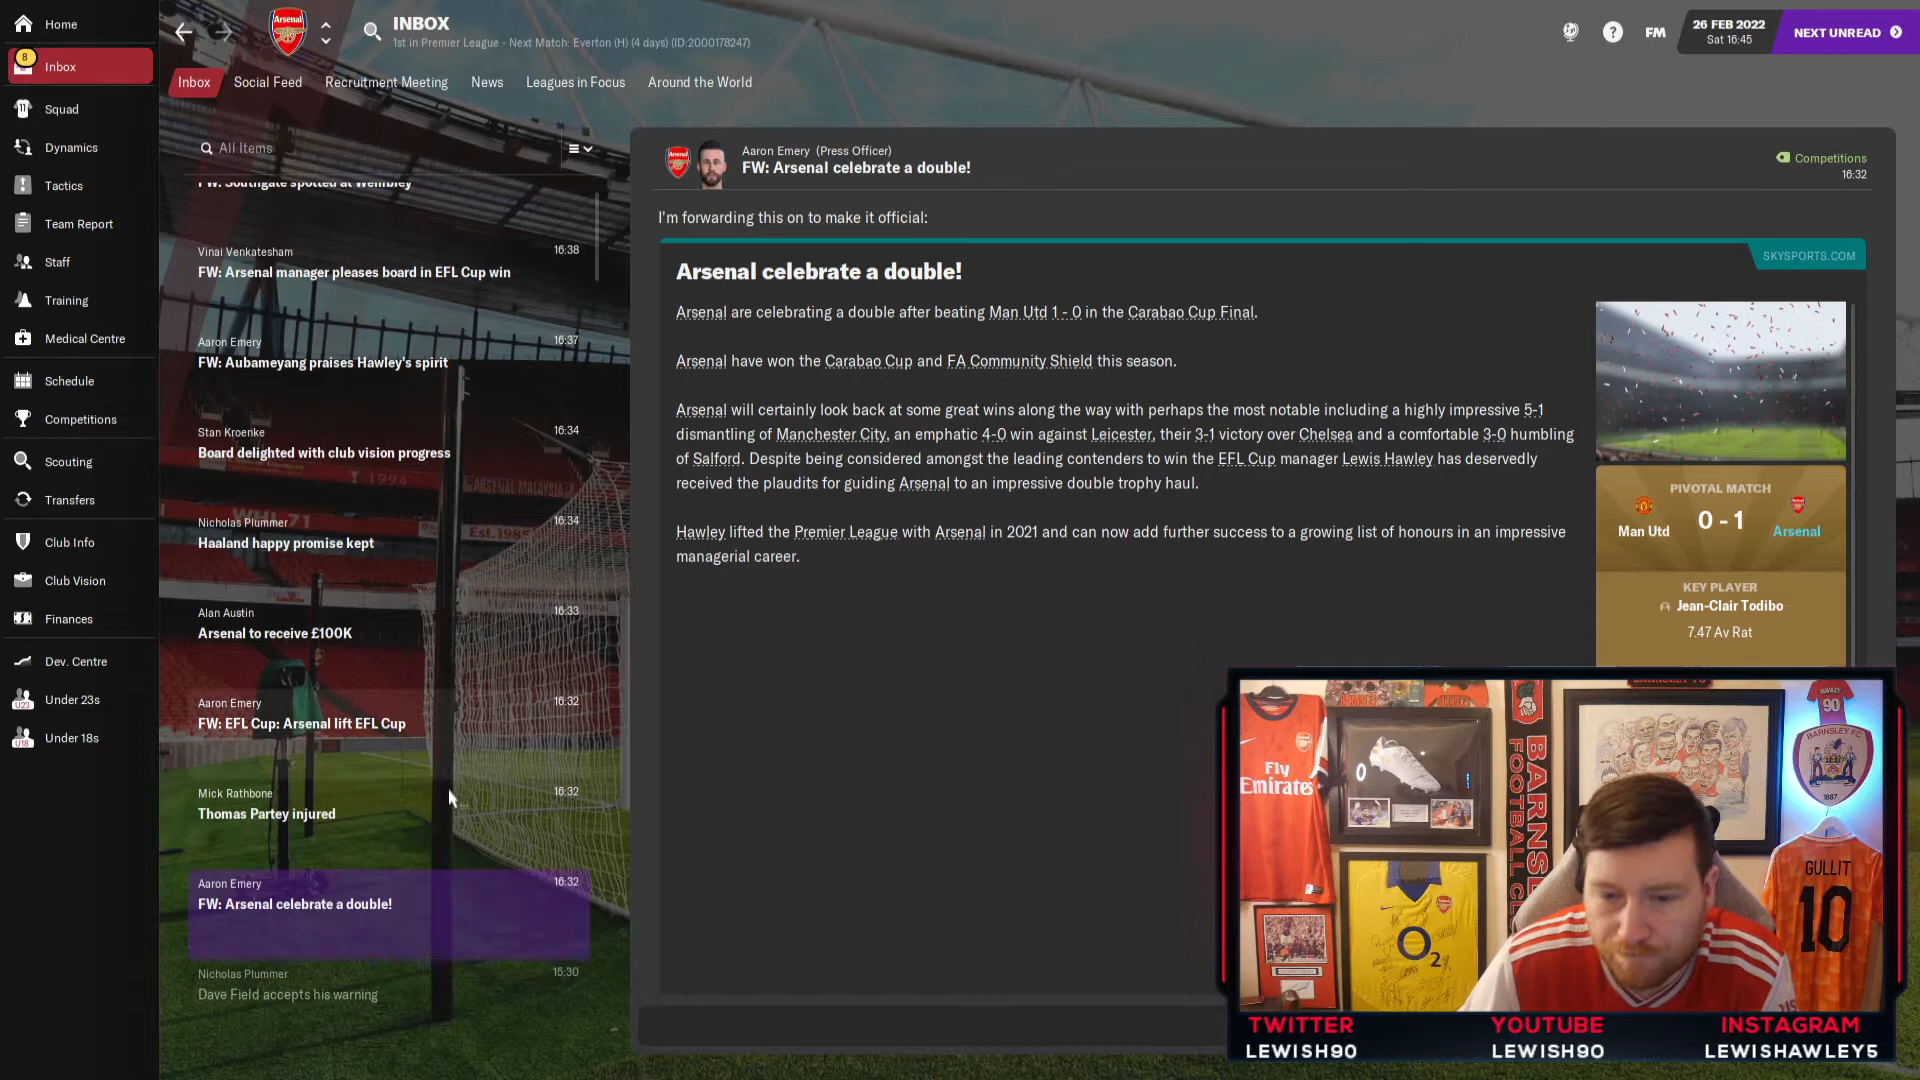 Home
8
Inbox
Squad
Dynamics
Tactics
Team Report
Staff
Training
Medical Centre
Schedule
Competitions
Scouting
Transfers
Club Info
Club Vision
Finances
Dev. Centre
U23
Under 23s
U18
Under 18s
Arsenal
INBOX
1st in Premier League - Next Match: Everton (H) (4 days) (ID:2000178247)
?
FM
26 FEB 2022
Sat 16:45
NEXT UNREAD
Inbox
Social Feed
Recruitment Meeting
News
Leagues in Focus
Around the World
All Items
FW: Southgate spotted at Wembley
Vinai Venkatesham
16:38
FW: Arsenal manager pleases board in EFL Cup win
Aaron Emery
16:37
FW: Aubameyang praises Hawley's spirit
Stan Kroenke
16:34
Board delighted with club vision progress
Nicholas Plummer
16:34
Haaland happy promise kept
Alan Austin
16:33
Arsenal to receive £100K
Aaron Emery
16:32
FW: EFL Cup: Arsenal lift EFL Cup
Mick Rathbone
16:32
Thomas Partey injured
Aaron Emery
16:32
FW: Arsenal celebrate a double!
Nicholas Plummer
15:30
Dave Field accepts his warning
Aaron Emery (Press Officer)
FW: Arsenal celebrate a double!
Competitions
16:32
I'm forwarding this on to make it official:
SKYSPORTS.COM
Arsenal celebrate a double!
Arsenal are celebrating a double after beating Man Utd 1 - 0 in the Carabao Cup Final.
Arsenal have won the Carabao Cup and FA Community Shield this season.
Arsenal will certainly look back at some great wins along the way with perhaps the most notable including a highly impressive 5-1
dismantling of Manchester City, an emphatic 4-0 win against Leicester, their 3-1 victory over Chelsea and a comfortable 3-0 humbling
of Salford. Despite being considered amongst the leading contenders to win the EFL Cup manager Lewis Hawley has deservedly
received the plaudits for guiding Arsenal to an impressive double trophy haul.
Hawley lifted the Premier League with Arsenal in 2021 and can now add further success to a growing list of honours in an impressive
managerial career.
PIVOTAL MATCH
Man Utd
0 - 1
Arsenal
KEY PLAYER
Jean-Clair Todibo
7.47 Av Rat
Fly
Emirates
O2
BARNSLEY
FOOTBALL
HAWLEY
90
BARNSLEY FC
1887
GULLIT
10
TWITTER
LEWISH90
YOUTUBE
LEWISH90
INSTAGRAM
LEWISHAWLEY5